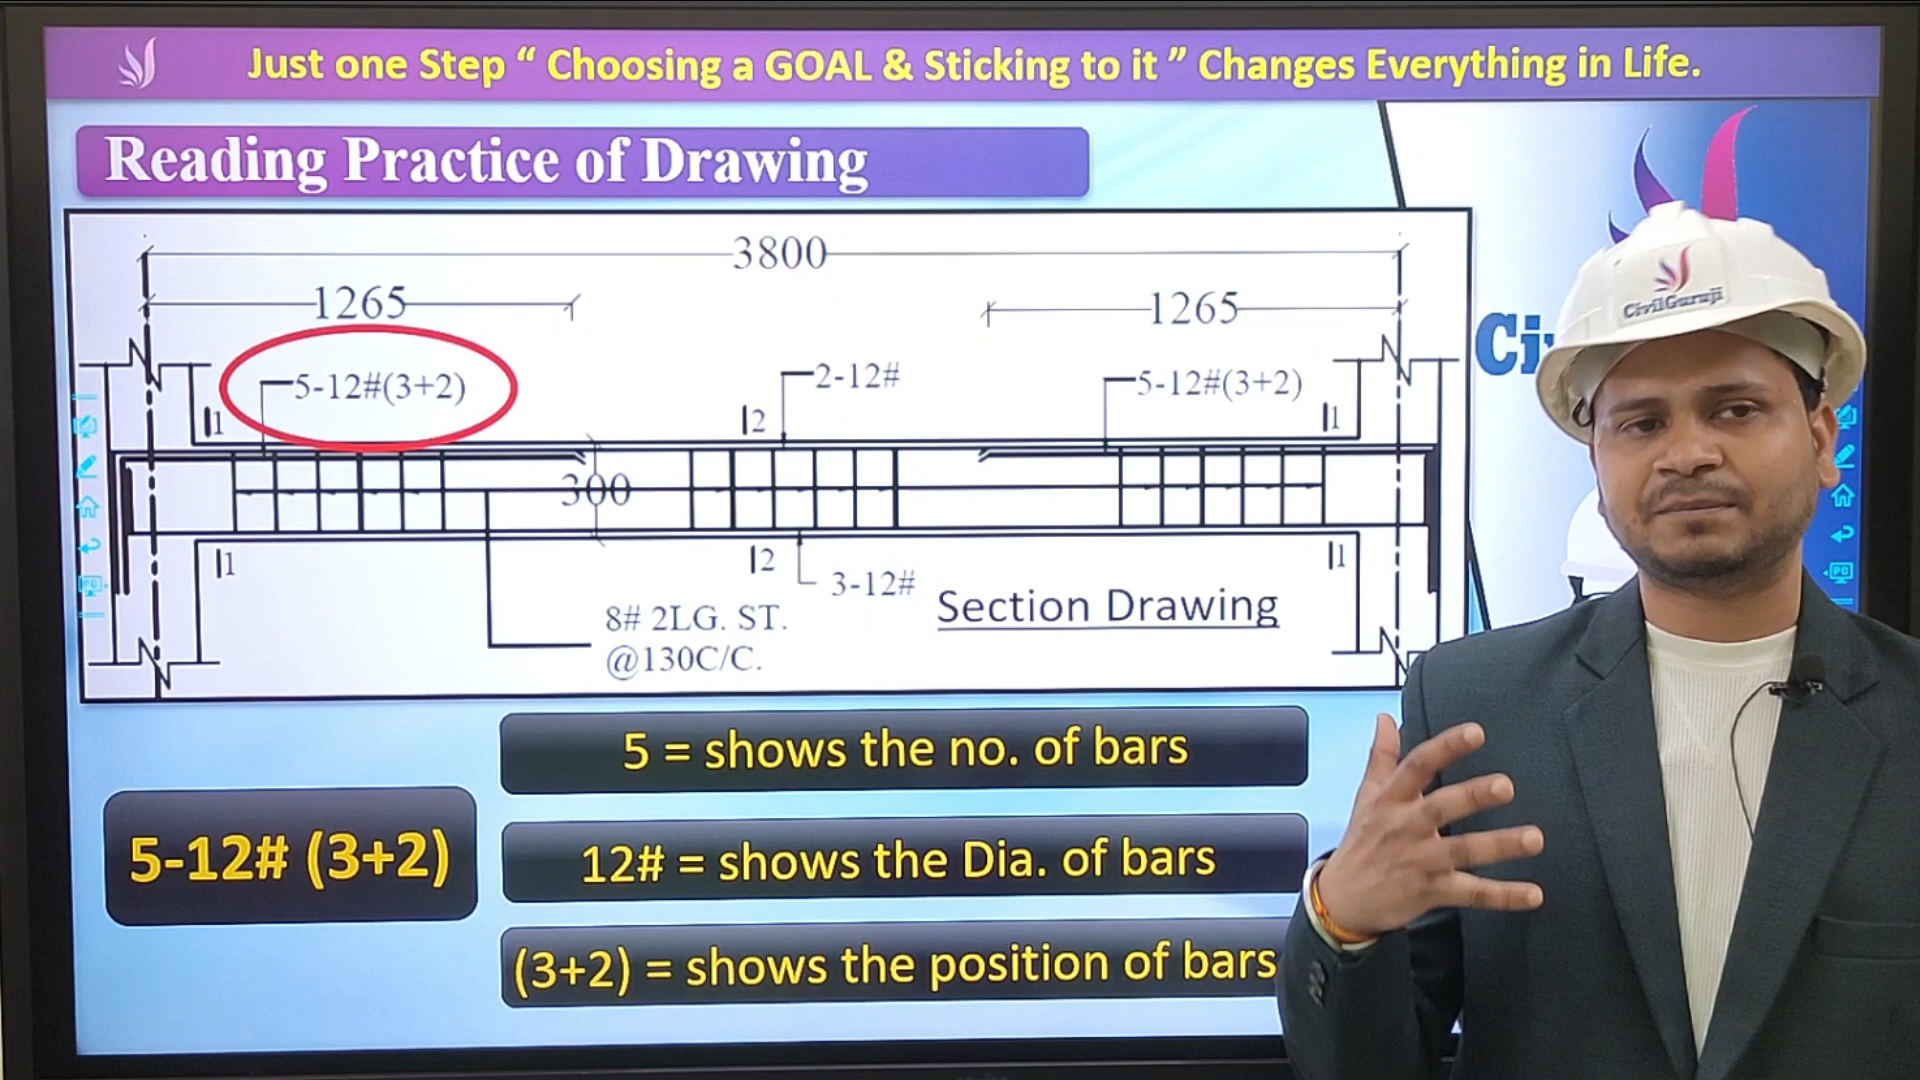 Just one Step “ Choosing a GOAL & Sticking to it ” Changes Everything in Life.
Reading Practice of Drawing
3800
1265
1265
5-12#(3+2)
2-12#
5-12#(3+2)
1
2
1
300
1
2
1
3-12#
8# 2LG. ST.
@130C/C.
Section Drawing
Ci
CivilGuruji
5 = shows the no. of bars
5-12# (3+2)
12# = shows the Dia. of bars
(3+2) = shows the position of bars
PD
PD